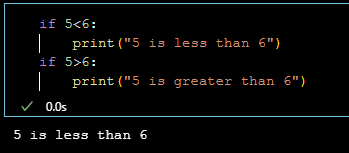 if 5<6:
    print("5 is less than 6")
if 5>6:
    print("5 is greater than 6")
0.0s
5 is less than 6